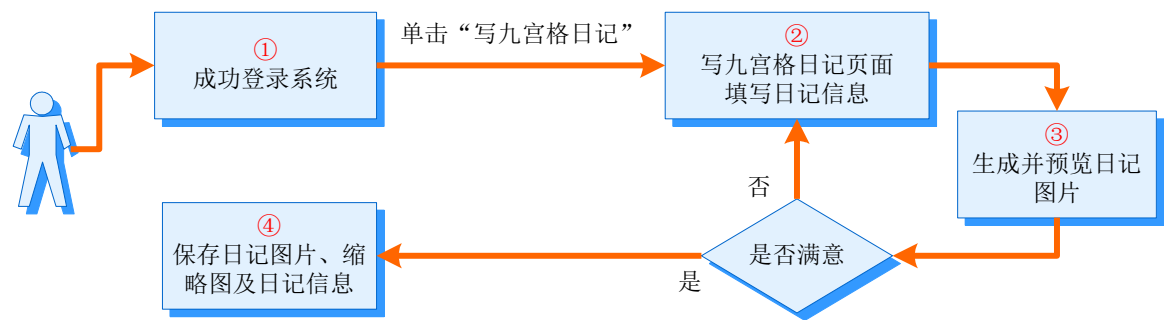 ①
成功登录系统
单击“写九宫格日记”
②
写九宫格日记页面
填写日记信息
③
生成并预览日记
图片
是否满意
否
是
④
保存日记图片、缩
略图及日记信息